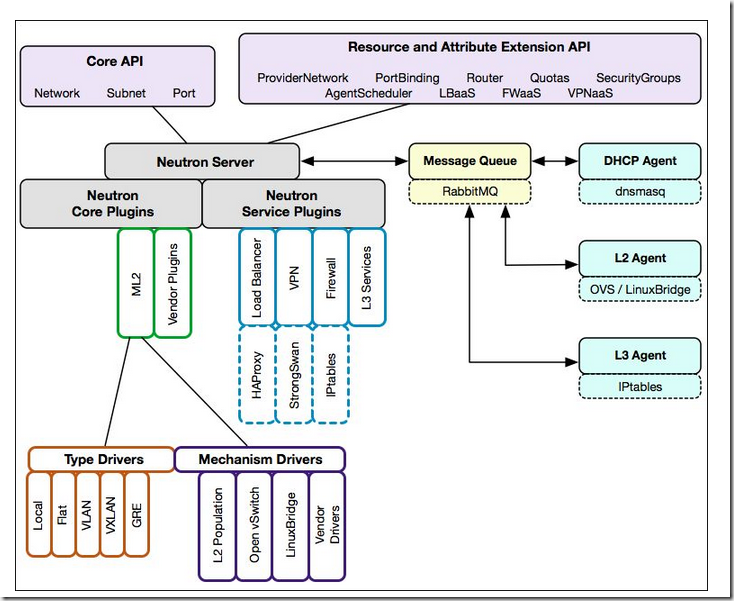 Core API
Network Subnet Port
Resource and Attribute Extension API
ProviderNetwork PortBinding Router Quotas SecurityGroups
AgentScheduler LBaaS FWaaS VPNaaS
Neutron Server
Neutron
Core Plugins
Neutron
Service Plugins
Message Queue
RabbitMQ
DHCP Agent
dnsmasq
L2 Agent
OVS / LinuxBridge
L3 Agent
IPtables
ML2
Vendor Plugins
Load Balancer
VPN
Firewall
L3 Services
HAProxy
StrongSwan
IPtables
Type Drivers
Local
Flat
VLAN
VXLAN
GRE
Mechanism Drivers
L2 Population
Open vSwitch
LinuxBridge
Vendor
Drivers